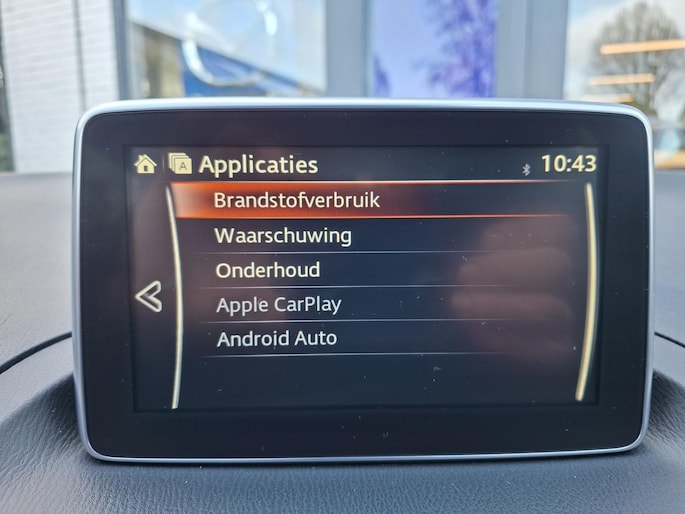 A Applicaties 10:43
Brandstofverbruik
Waarschuwing
Onderhoud
Apple CarPlay
Android Auto